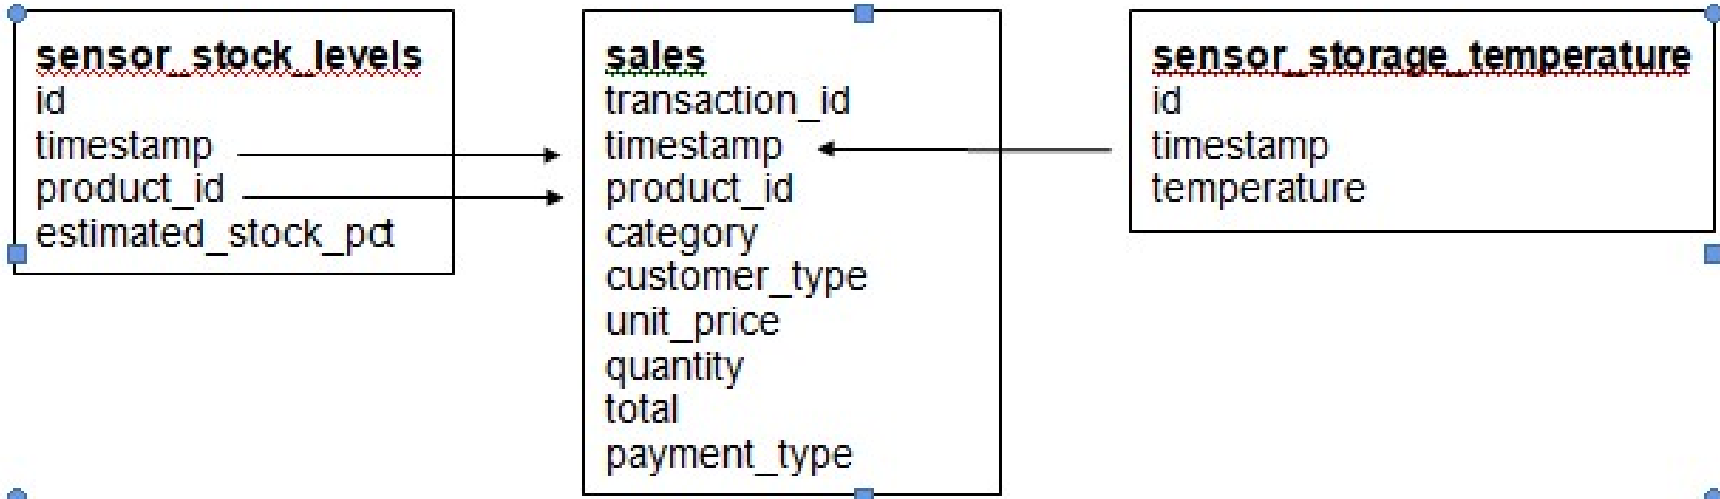 sensor_stock_levels
id
timestamp
product_id
estimated_stock_pct
sales
transaction_id
timestamp
product_id
category
customer_type
unit_price
quantity
total
payment_type
sensor_storage_temperature
id
timestamp
temperature